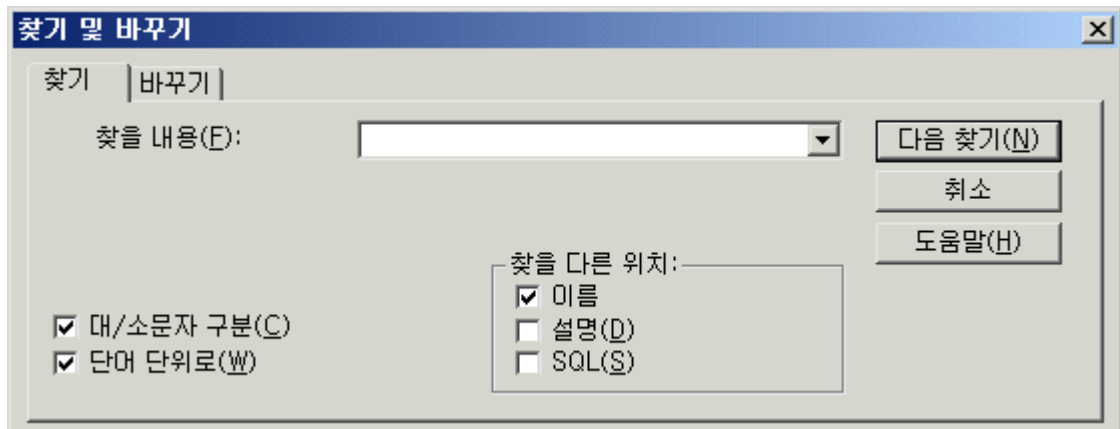 찾기 및 바꾸기
찾기 바꾸기
찾을 내용(F): 다음 찾기(N)
취소
도움말(H)
찾을 다른 위치:
이름
대/소문자 구분(C) 설명(D)
단어 단위로(W) SQL(S)